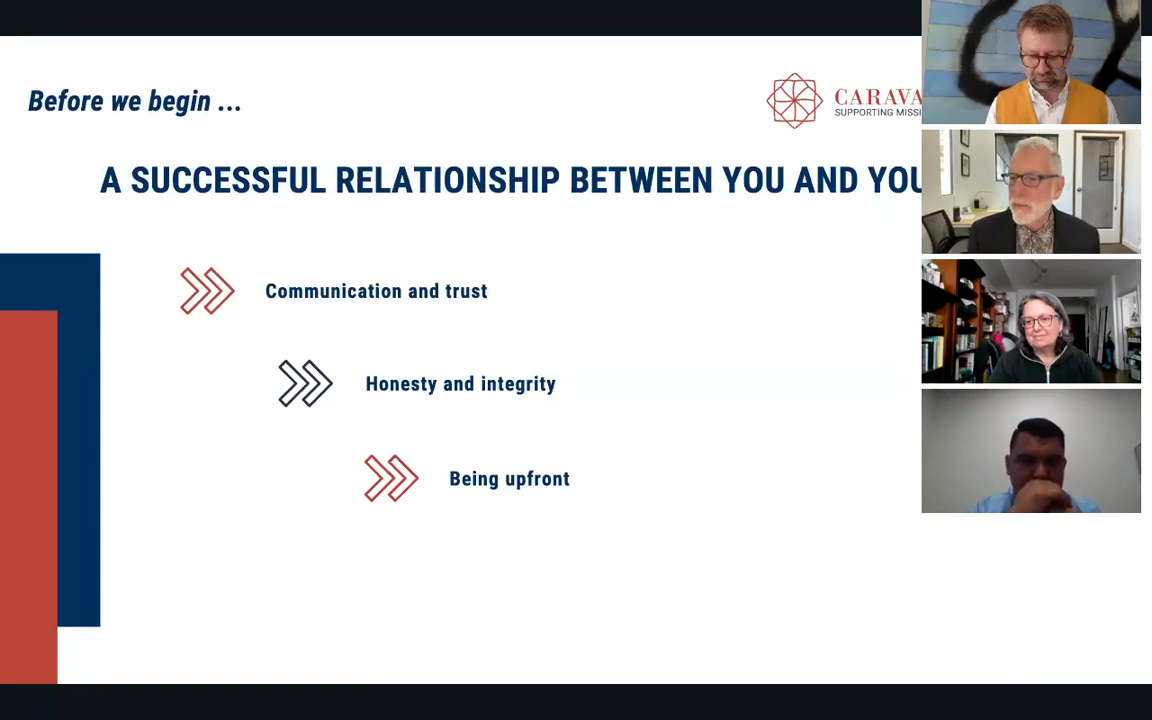 Before we begin ...
CARAVA
SUPPORTING MISSI
A SUCCESSFUL RELATIONSHIP BETWEEN YOU AND YOU
Communication and trust
Honesty and integrity
Being upfront